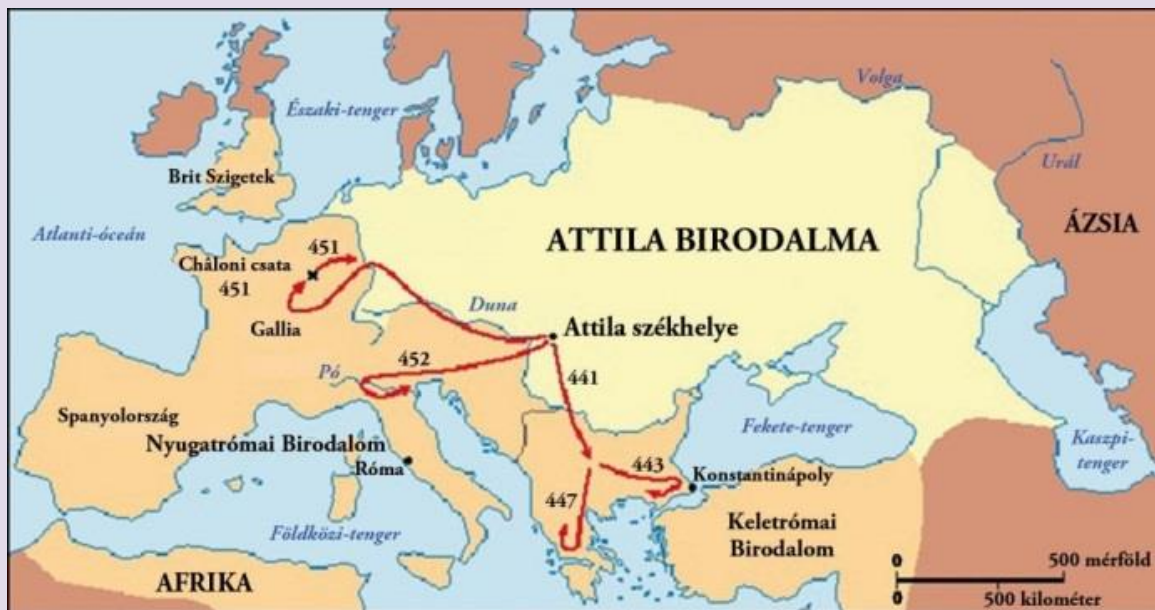 Volga
Északi-tenger
Urál
Brit Szigetek
Atlanti-óceán
ATTILA BIRODALMA
ÁZSIA
451
Châloni csata
451
Duna
Gallia
Attila székhelye
452
441
Pó
Spanyolország
Nyugatrómai Birodalom
Róma
Fekete-tenger
Kaszpi-
tenger
443
Konstantinápoly
447
Földközi-tenger
Keletrómai
Birodalom
AFRIKA
0 500 mérföld
0 500 kilométer